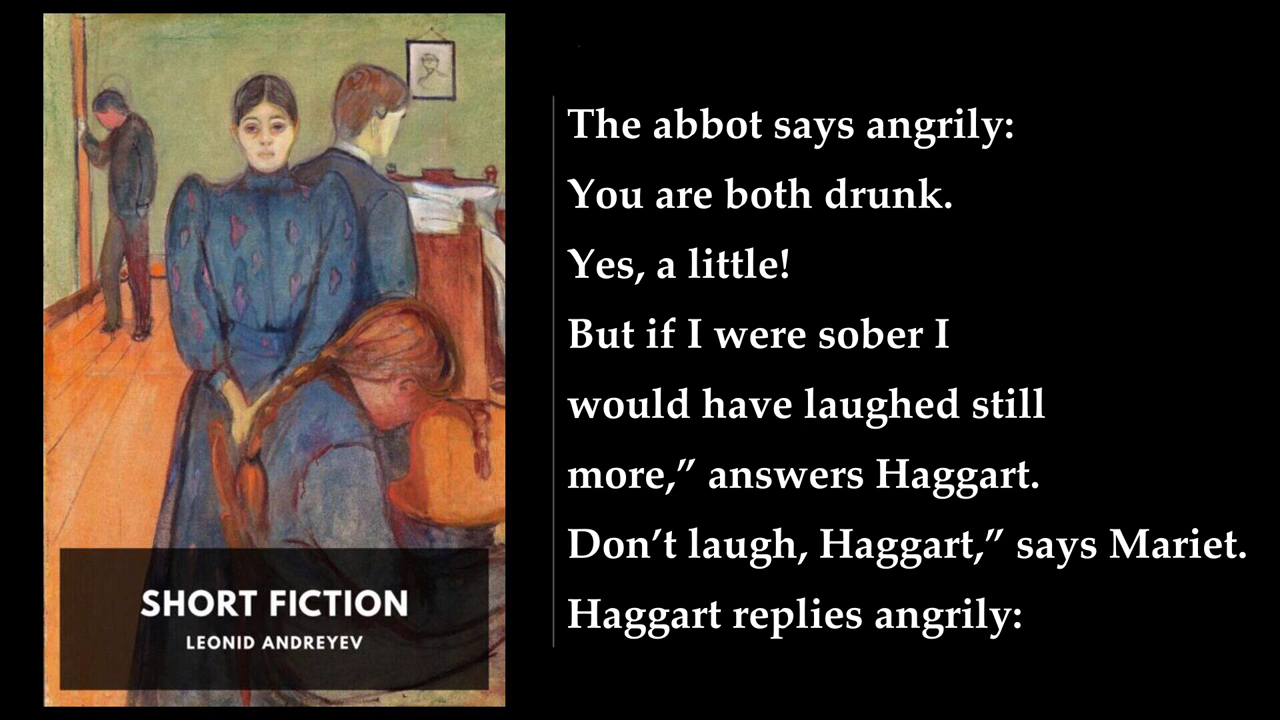 SHORT FICTION
LEONID ANDREYEV
The abbot says angrily:
You are both drunk.
Yes, a little!
But if I were sober I
would have laughed still
more,” answers Haggart.
Don’t laugh, Haggart,” says Mariet.
Haggart replies angrily: